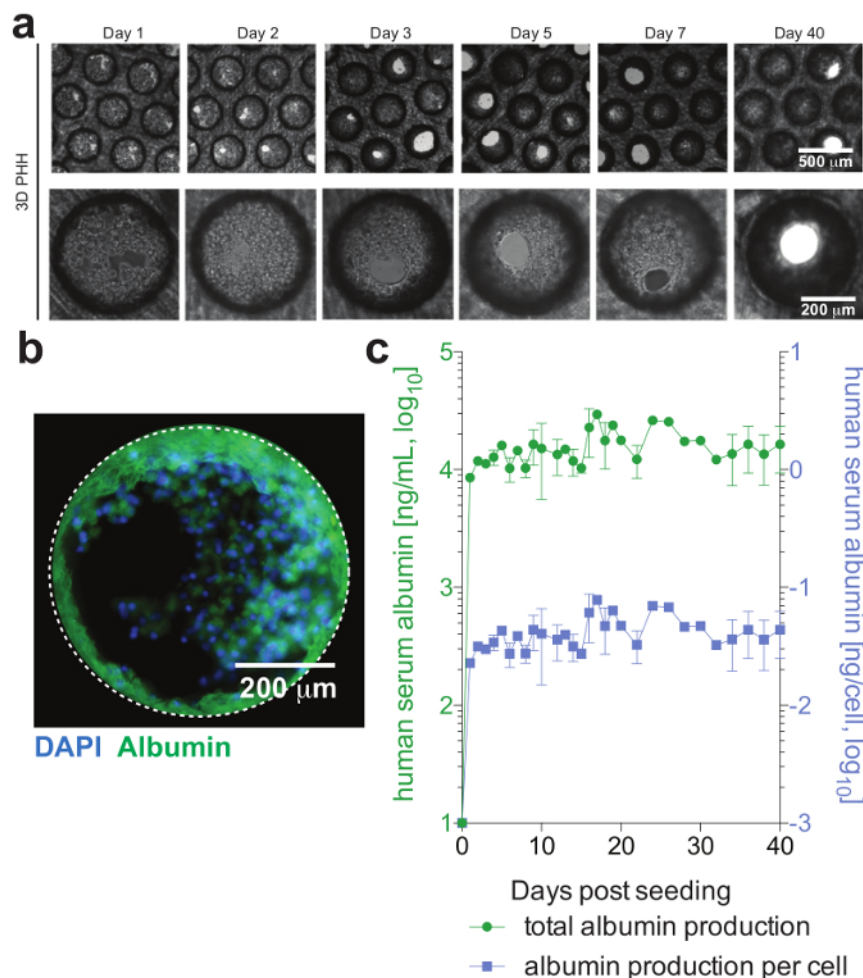 a
Day 1 Day 2 Day 3 Day 5 Day 7 Day 40
3D PHH
500 μm
200 μm
b
200 μm
DAPI Albumin
c
human serum albumin [ng/mL, log10]
5
4
3
2
1
human serum albumin [ng/cell, log10]
1
0
-1
-2
-3
0 10 20 30 40
Days post seeding
total albumin production
albumin production per cell